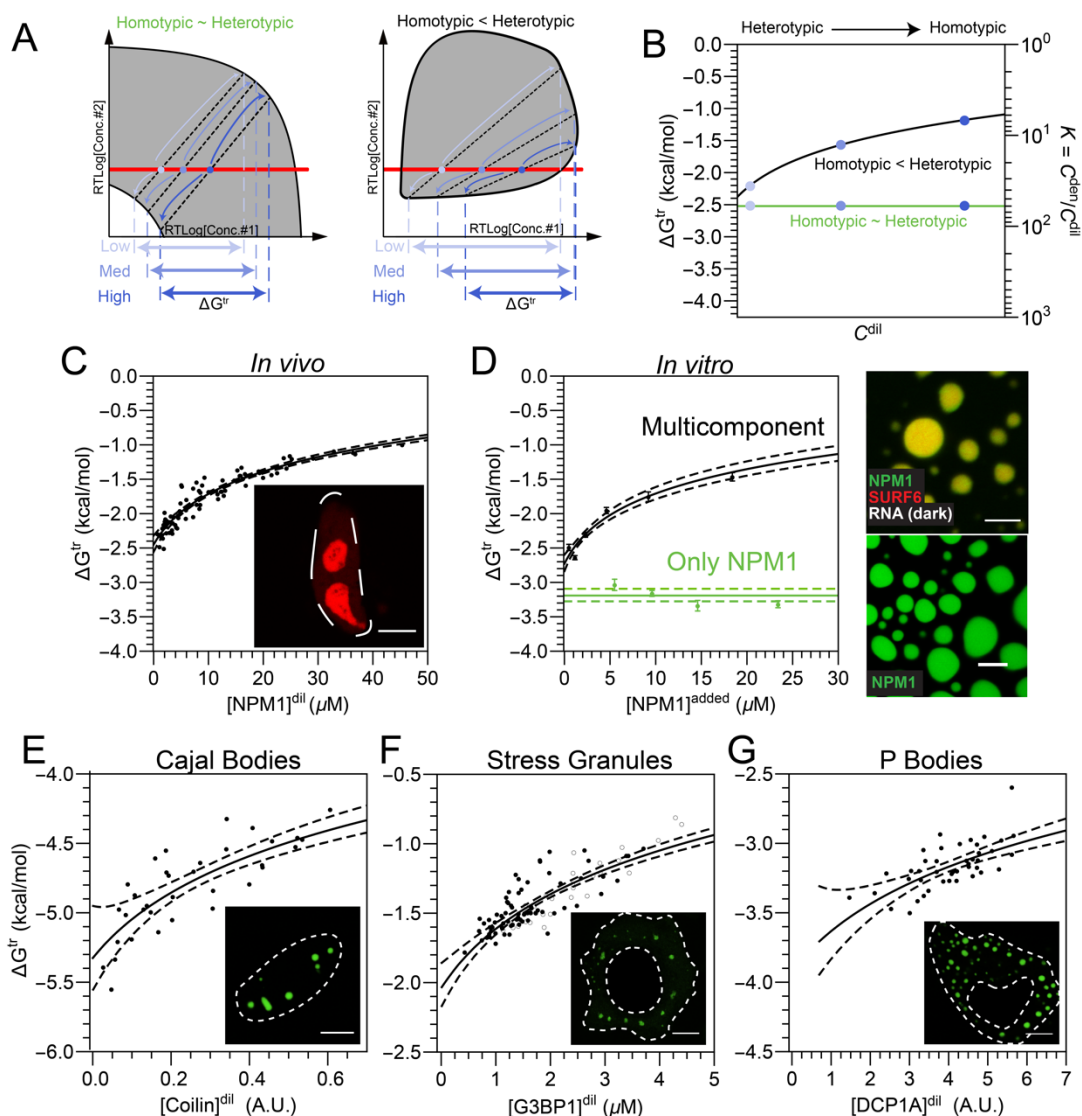 A
Homotypic ~ Heterotypic
RTLog[Conc.#2]
RTLog[Conc.#1]
Low
Med
High
ΔG^tr
Homotypic < Heterotypic
RTLog[Conc.#2]
RTLog[Conc.#1]
ΔG^tr
B
Heterotypic Homotypic
0.0
−0.5
−1.0
−1.5
−2.0
−2.5
−3.0
−3.5
−4.0
ΔG^tr (kcal/mol)
Homotypic < Heterotypic
Homotypic ~ Heterotypic
10^0
10^1
10^2
10^3
K = C^den/C^dil
C^dil
C
In vivo
0.0
−0.5
−1.0
−1.5
−2.0
−2.5
−3.0
−3.5
−4.0
ΔG^tr (kcal/mol)
0 10 20 30 40 50
[NPM1]^dil (µM)
D
In vitro
0.0
−0.5
−1.0
−1.5
−2.0
−2.5
−3.0
−3.5
−4.0
ΔG^tr (kcal/mol)
Multicomponent
Only NPM1
0 5 10 15 20 25 30
[NPM1]^added (µM)
NPM1
SURF6
RNA (dark)
NPM1
E
Cajal Bodies
−4.0
−4.5
−5.0
−5.5
−6.0
ΔG^tr (kcal/mol)
0.0 0.2 0.4 0.6
[Coilin]^dil (A.U.)
F
Stress Granules
−0.5
−1.0
−1.5
−2.0
−2.5
0 1 2 3 4 5
[G3BP1]^dil (µM)
G
P Bodies
−2.5
−3.0
−3.5
−4.0
−4.5
0 1 2 3 4 5 6 7
[DCP1A]^dil (A.U.)